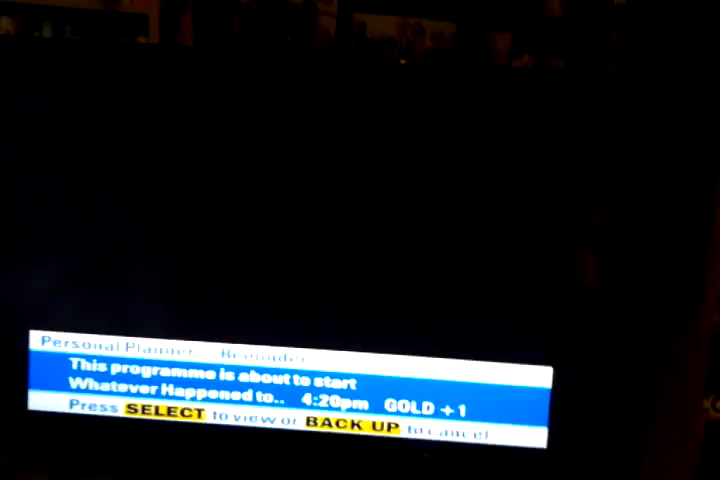 Personal Planner - Reminder
This programme is about to start
Whatever Happened to.. 4:20pm GOLD +1
Press SELECT to view or BACK UP to cancel